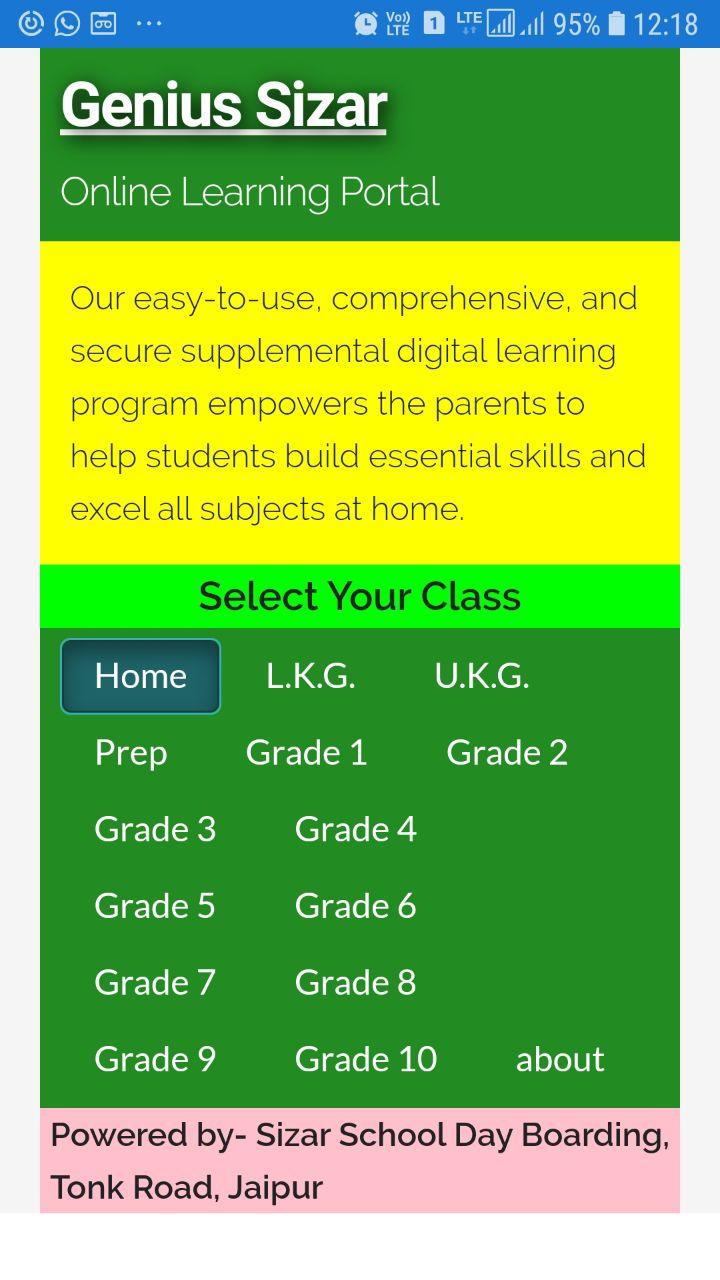 Vo)) LTE 1 LTE 95% 12:18
Genius Sizar
Online Learning Portal
Our easy-to-use, comprehensive, and
secure supplemental digital learning
program empowers the parents to
help students build essential skills and
excel all subjects at home.
Select Your Class
Home L.K.G. U.K.G.
Prep Grade 1 Grade 2
Grade 3 Grade 4
Grade 5 Grade 6
Grade 7 Grade 8
Grade 9 Grade 10 about
Powered by- Sizar School Day Boarding,
Tonk Road, Jaipur